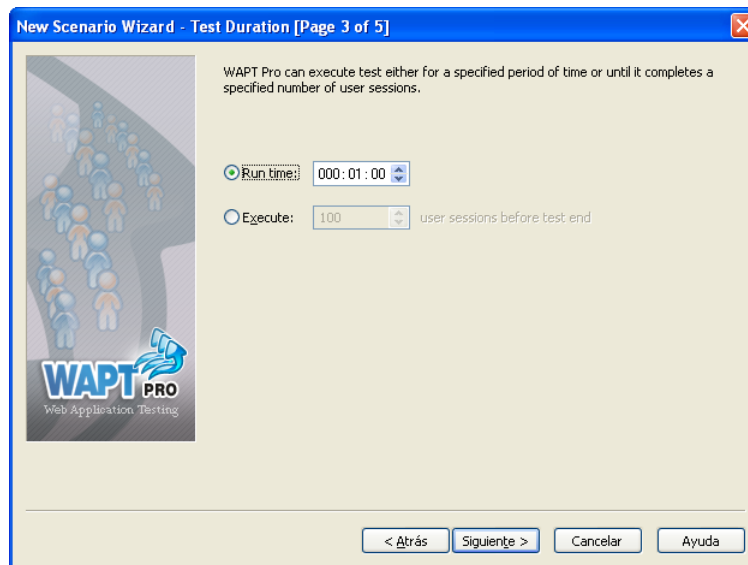 New Scenario Wizard - Test Duration [Page 3 of 5]
WAPT Pro can execute test either for a specified period of time or until it completes a
specified number of user sessions.
Run time: 000:01:00
Execute: 100 user sessions before test end
WAPT PRO
Web Application Testing
< Atrás Siguiente > Cancelar Ayuda